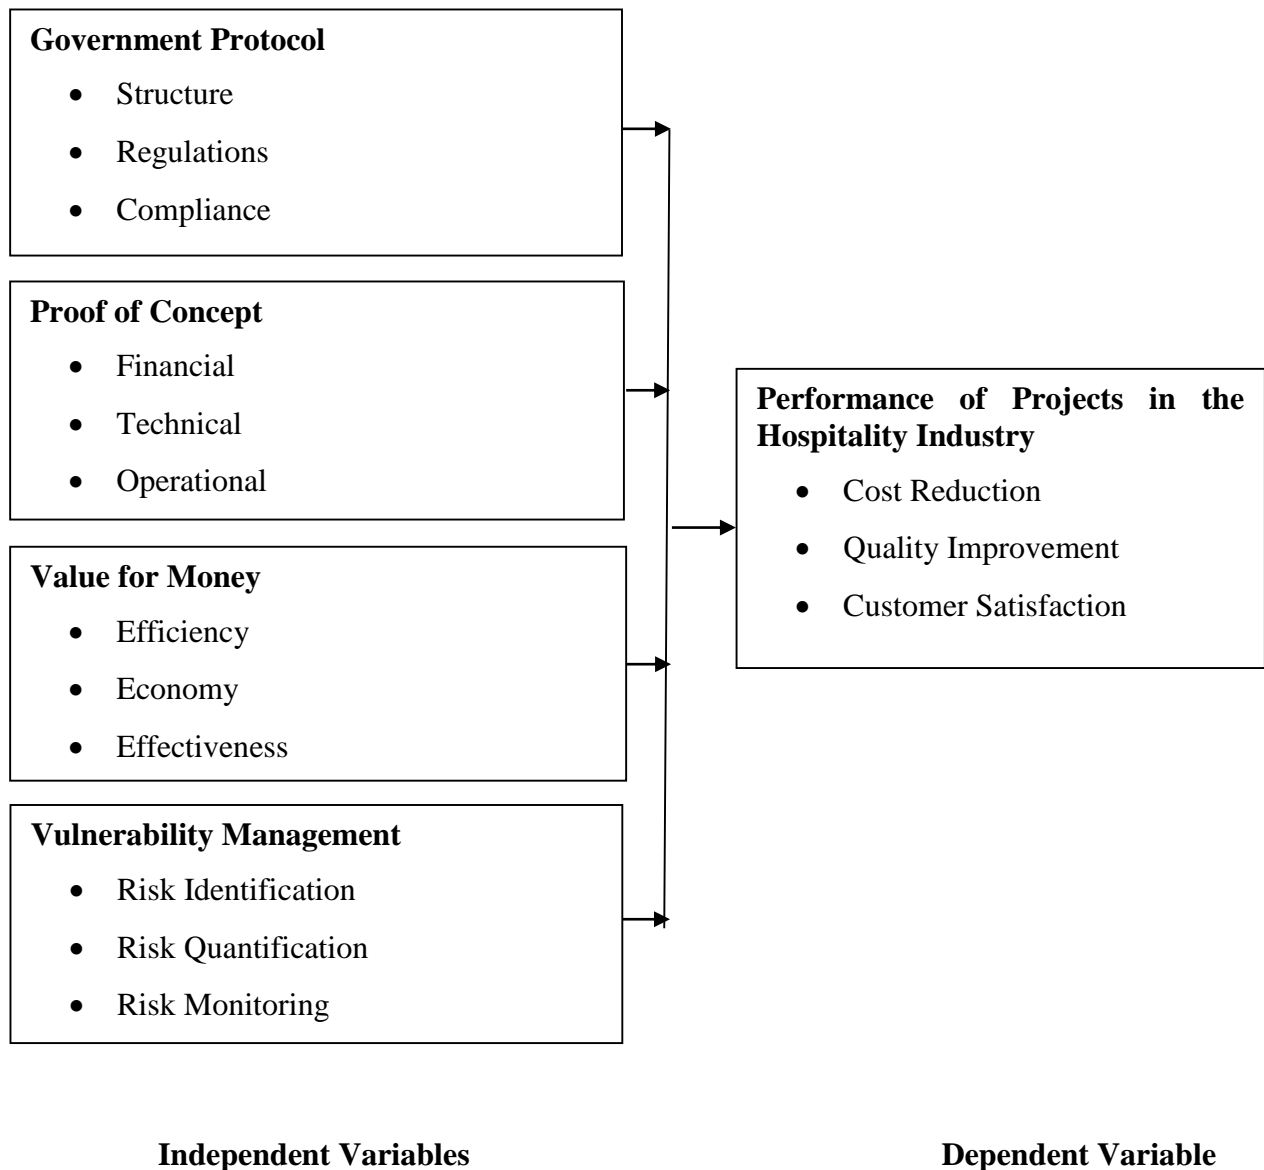 Government Protocol
• Structure
• Regulations
• Compliance
Proof of Concept
• Financial
• Technical
• Operational
Value for Money
• Efficiency
• Economy
• Effectiveness
Vulnerability Management
• Risk Identification
• Risk Quantification
• Risk Monitoring
Performance of Projects in the
Hospitality Industry
• Cost Reduction
• Quality Improvement
• Customer Satisfaction
Independent Variables
Dependent Variable